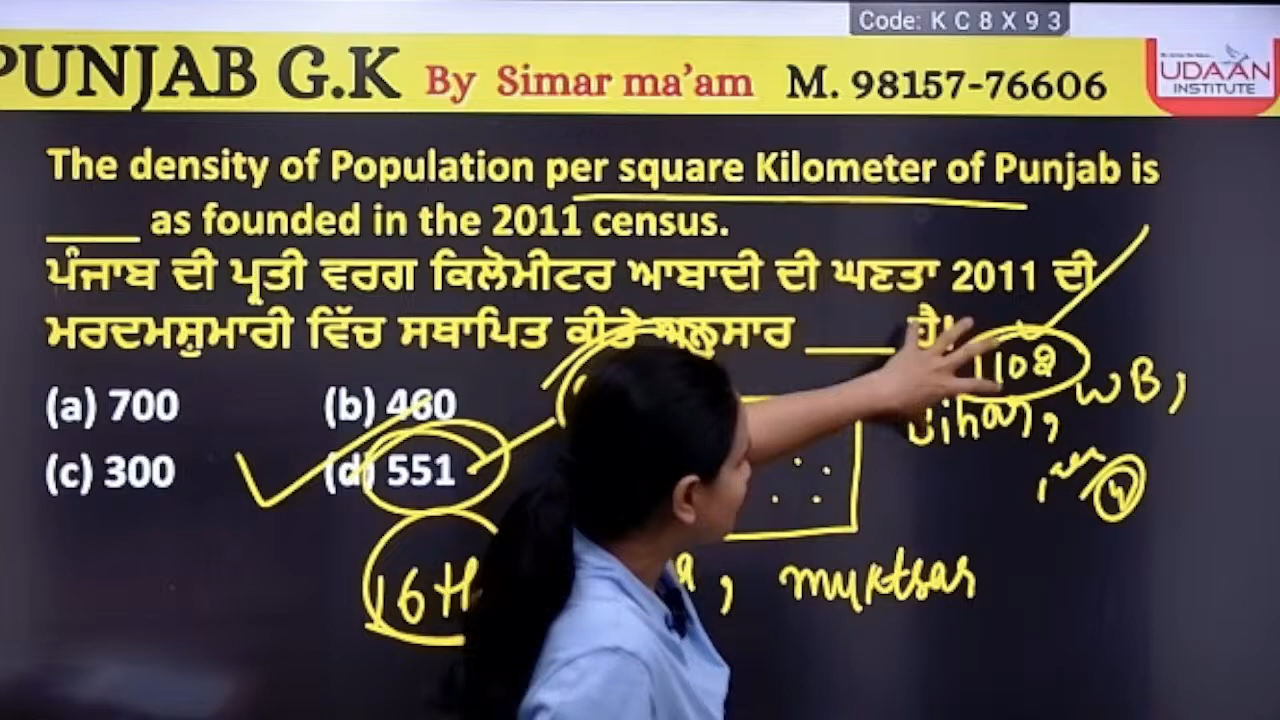 Code: K C 8 X 9 3
PUNJAB G.K By Simar ma'am M. 98157-76606
UDAAN
INSTITUTE
The density of Population per square Kilometer of Punjab is
____ as founded in the 2011 census.
ਪੰਜਾਬ ਦੀ ਪ੍ਰਤੀ ਵਰਗ ਕਿਲੋਮੀਟਰ ਆਬਾਦੀ ਦੀ ਘਣਤਾ 2011 ਦੀ
ਮਰਦਮਸ਼ੁਮਾਰੀ ਵਿੱਚ ਸਥਾਪਿਤ ਕੀਤੇ ਅਨੁਸਾਰ ____ ਹੈ।
(a) 700 (b) 460
(c) 300 (d) 551
WB,
16th
, muktsar